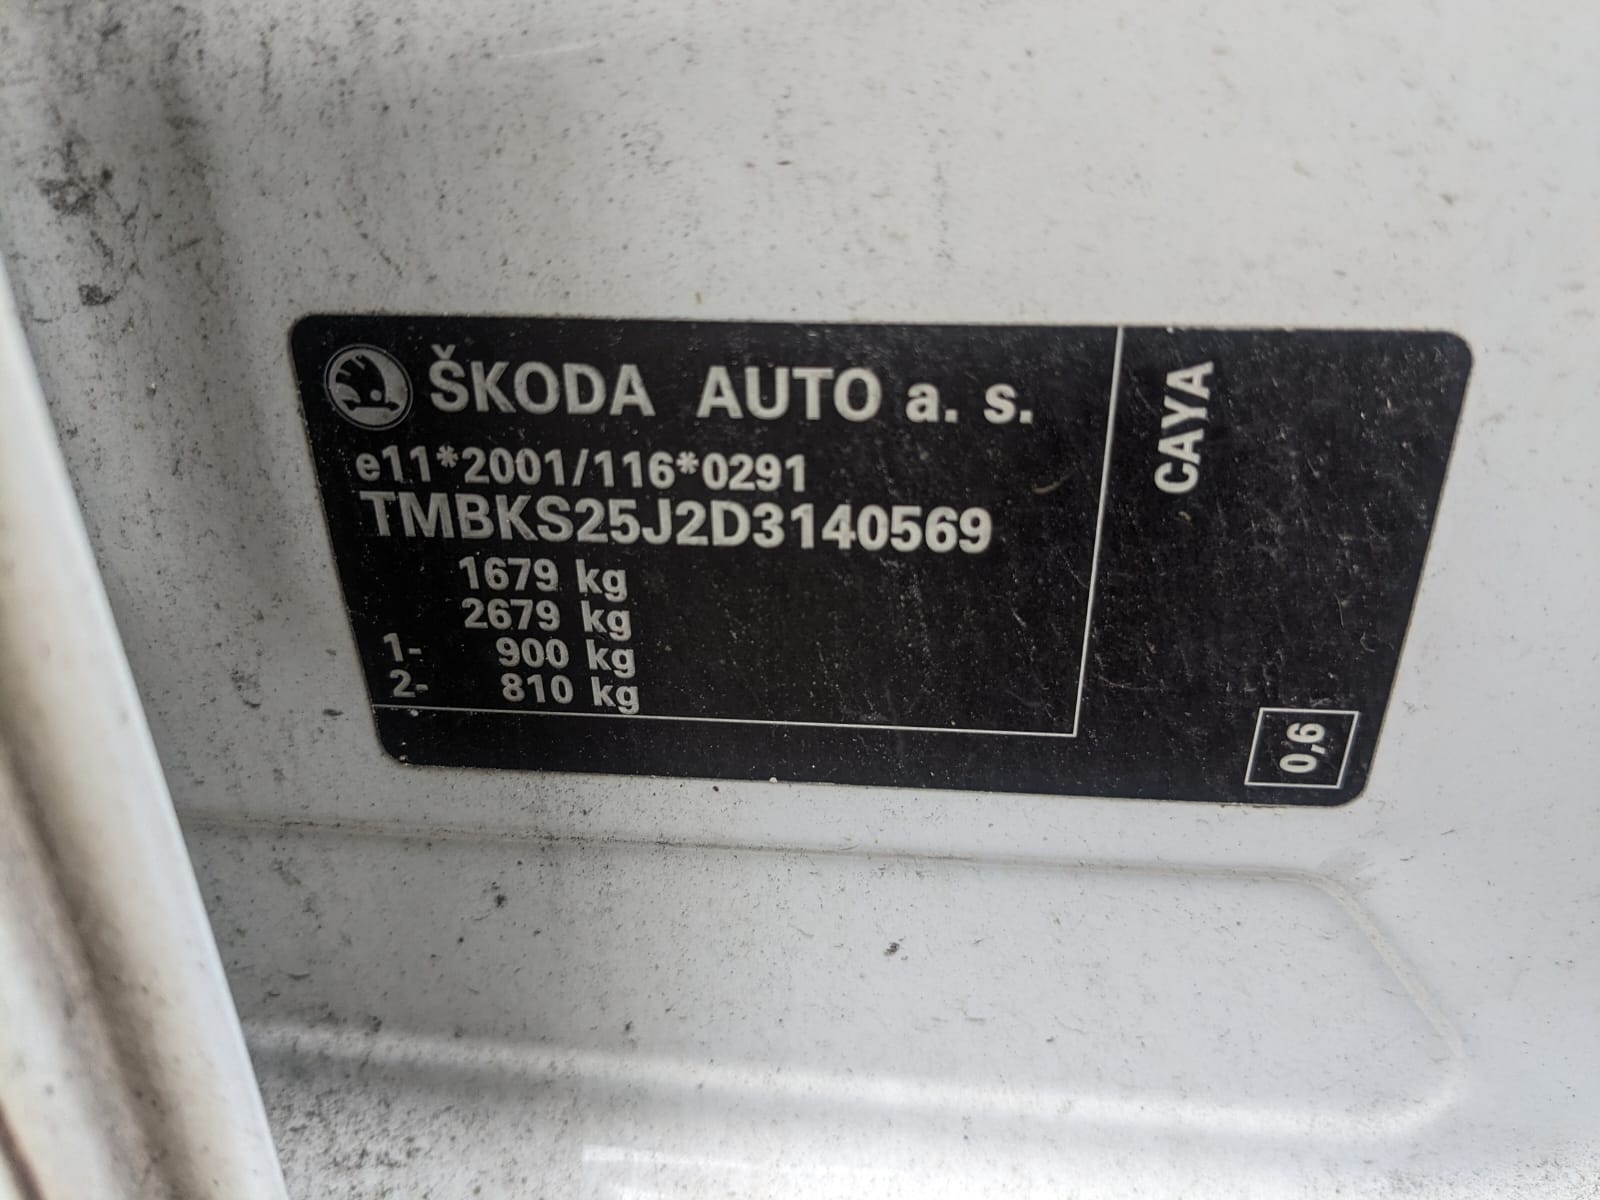 ŠKODA AUTO a. s.
e11*2001/116*0291
TMBKS25J2D3140569
1679 kg
2679 kg
1- 900 kg
2- 810 kg
CAYA
0,6